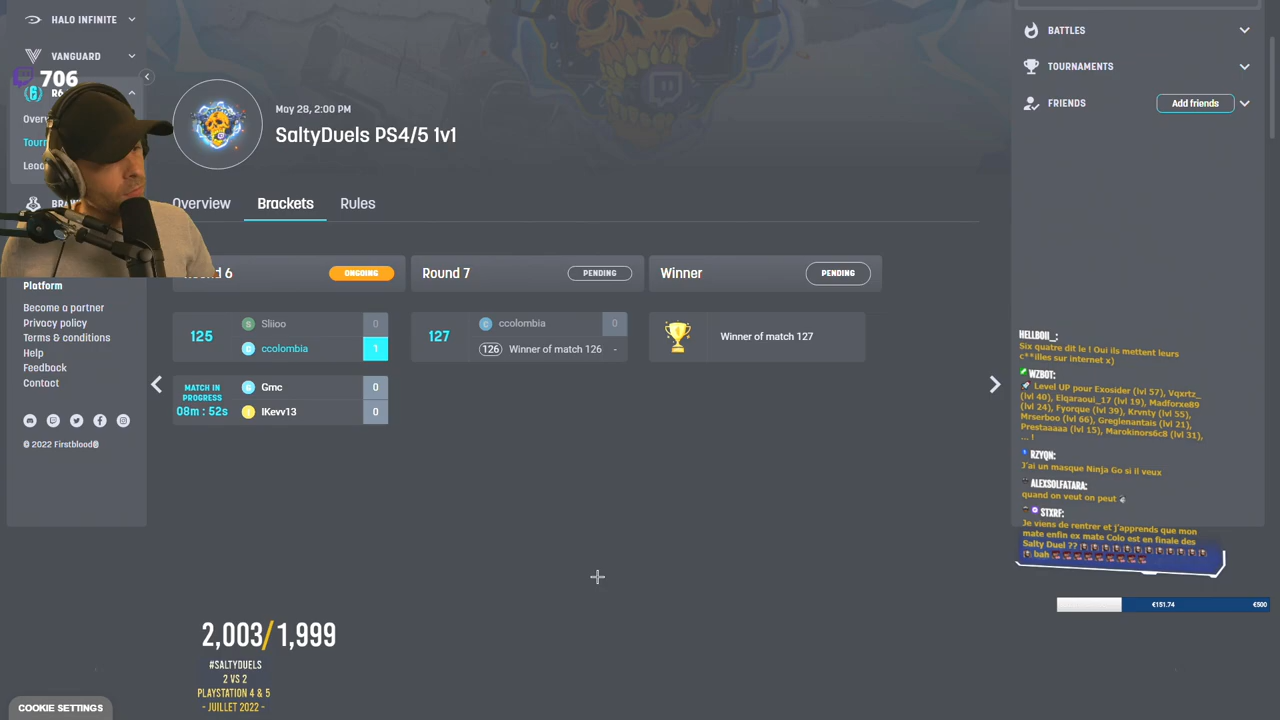 HALO INFINITE
VANGUARD
706
R6
Tourn
BRAW
Platform
Become a partner
Privacy policy
Terms & conditions
Help
Feedback
Contact
© 2022 Firstblood®
COOKIE SETTINGS
May 28, 2:00 PM
SaltyDuels PS4/5 1v1
Overview
Brackets
Rules
6
ONGOING
Round 7
PENDING
Winner
PENDING
125
Sliioo
0
ccolombia
1
MATCH IN
PROGRESS
08m : 52s
Gmc
0
IKevv13
0
127
ccolombia
0
126
Winner of match 126
-
Winner of match 127
2,003/1,999
#SALTYDUELS
2 VS 2
PLAYSTATION 4 & 5
- JUILLET 2022 -
BATTLES
TOURNAMENTS
FRIENDS
Add friends
HELLBOII_:
Six quatre dit le ! Oui ils mettent leurs
c**illes sur internet x)
WZBOT:
Level UP pour Exosider (lvl 57), Vqxrtz_
(lvl 40), Elqaraoui_17 (lvl 19), Madforxe89
(lvl 24), Fyorque (lvl 39), Krvnty (lvl 55),
Mrserboo (lvl 66), Greglenantais (lvl 21),
Prestaaaaa (lvl 15), Marokinors6c8 (lvl 31),
... !
RZYQN:
J'ai un masque Ninja Go si il veux
ALEXSOLFATARA:
quand on veut on peut
STXRF:
Je viens de rentrer et j'apprends que mon
mate enfin ex mate Colo est en finale des
Salty Duel ??
bah
€151.74
€500